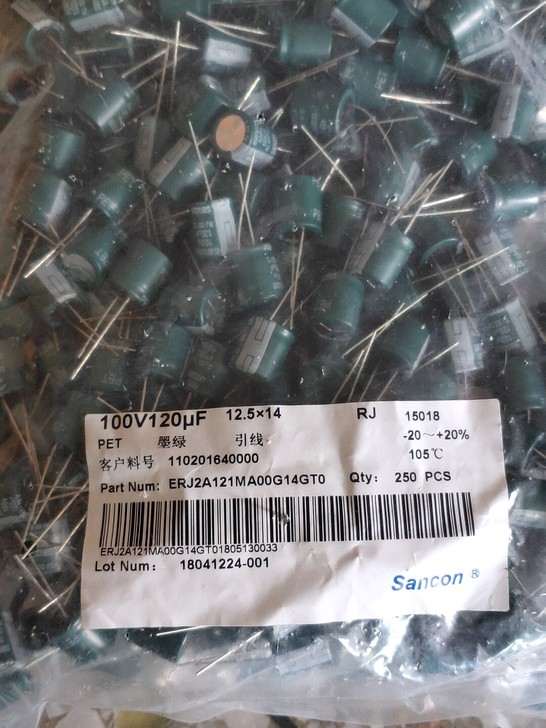 100V120μF 12.5×14 RJ 15018
PET 墨绿 引线 -20～+20%
客户料号 110201640000 105℃
Part Num: ERJ2A121MA00G14GT0 Qty: 250 PCS
ERJ2A121MA00G14GT01805130033
Lot Num: 18041224-001
Sancon ®